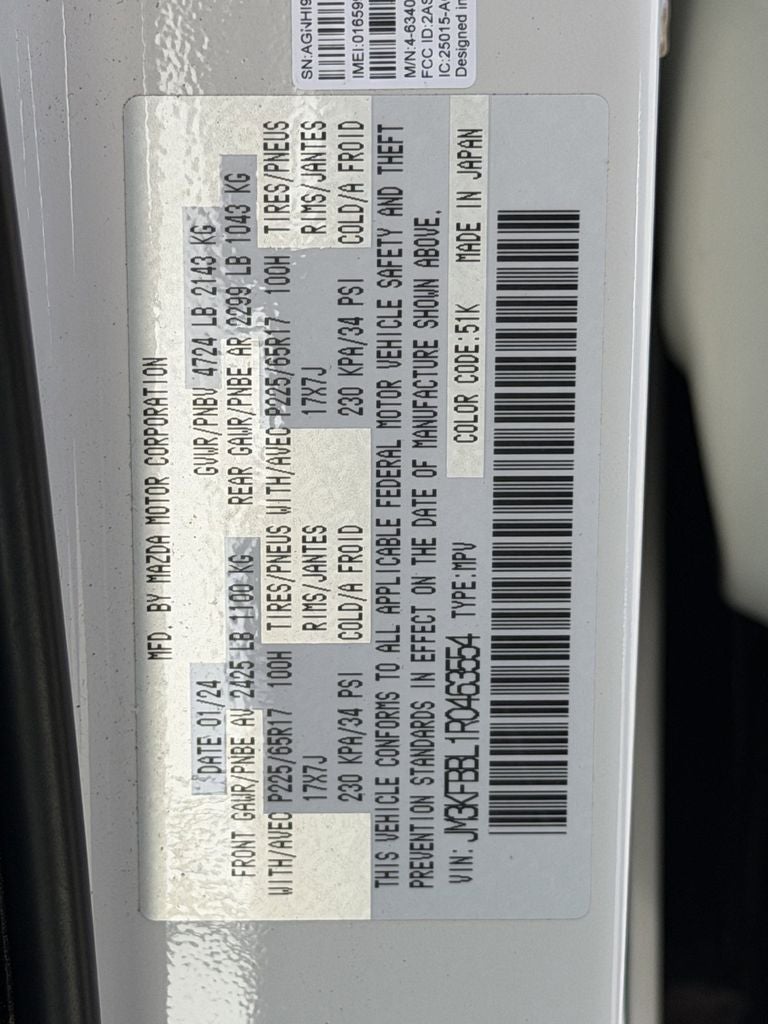 SN:AGNHI9
IMEI:016599
M/N:4-6340
FCC ID:2AS
IC:25015-A
Designed in
MFD. BY MAZDA MOTOR CORPORATION
DATE 01/24 GVWR/PNBV 4724 LB 2143 KG
FRONT GAWR/PNBE AV 2425 LB 1100 KG REAR GAWR/PNBE AR 2299 LB 1043 KG
WITH/AVEC P225/65R17 100H TIRES/PNEUS WITH/AVEC P225/65R17 100H TIRES/PNEUS
17X7J RIMS/JANTES 17X7J RIMS/JANTES
230 KPA/34 PSI COLD/A FROID 230 KPA/34 PSI COLD/A FROID
THIS VEHICLE CONFORMS TO ALL APPLICABLE FEDERAL MOTOR VEHICLE SAFETY AND THEFT
PREVENTION STANDARDS IN EFFECT ON THE DATE OF MANUFACTURE SHOWN ABOVE.
VIN: JM3KFBBL1R0463554 TYPE:MPV COLOR CODE:51K MADE IN JAPAN